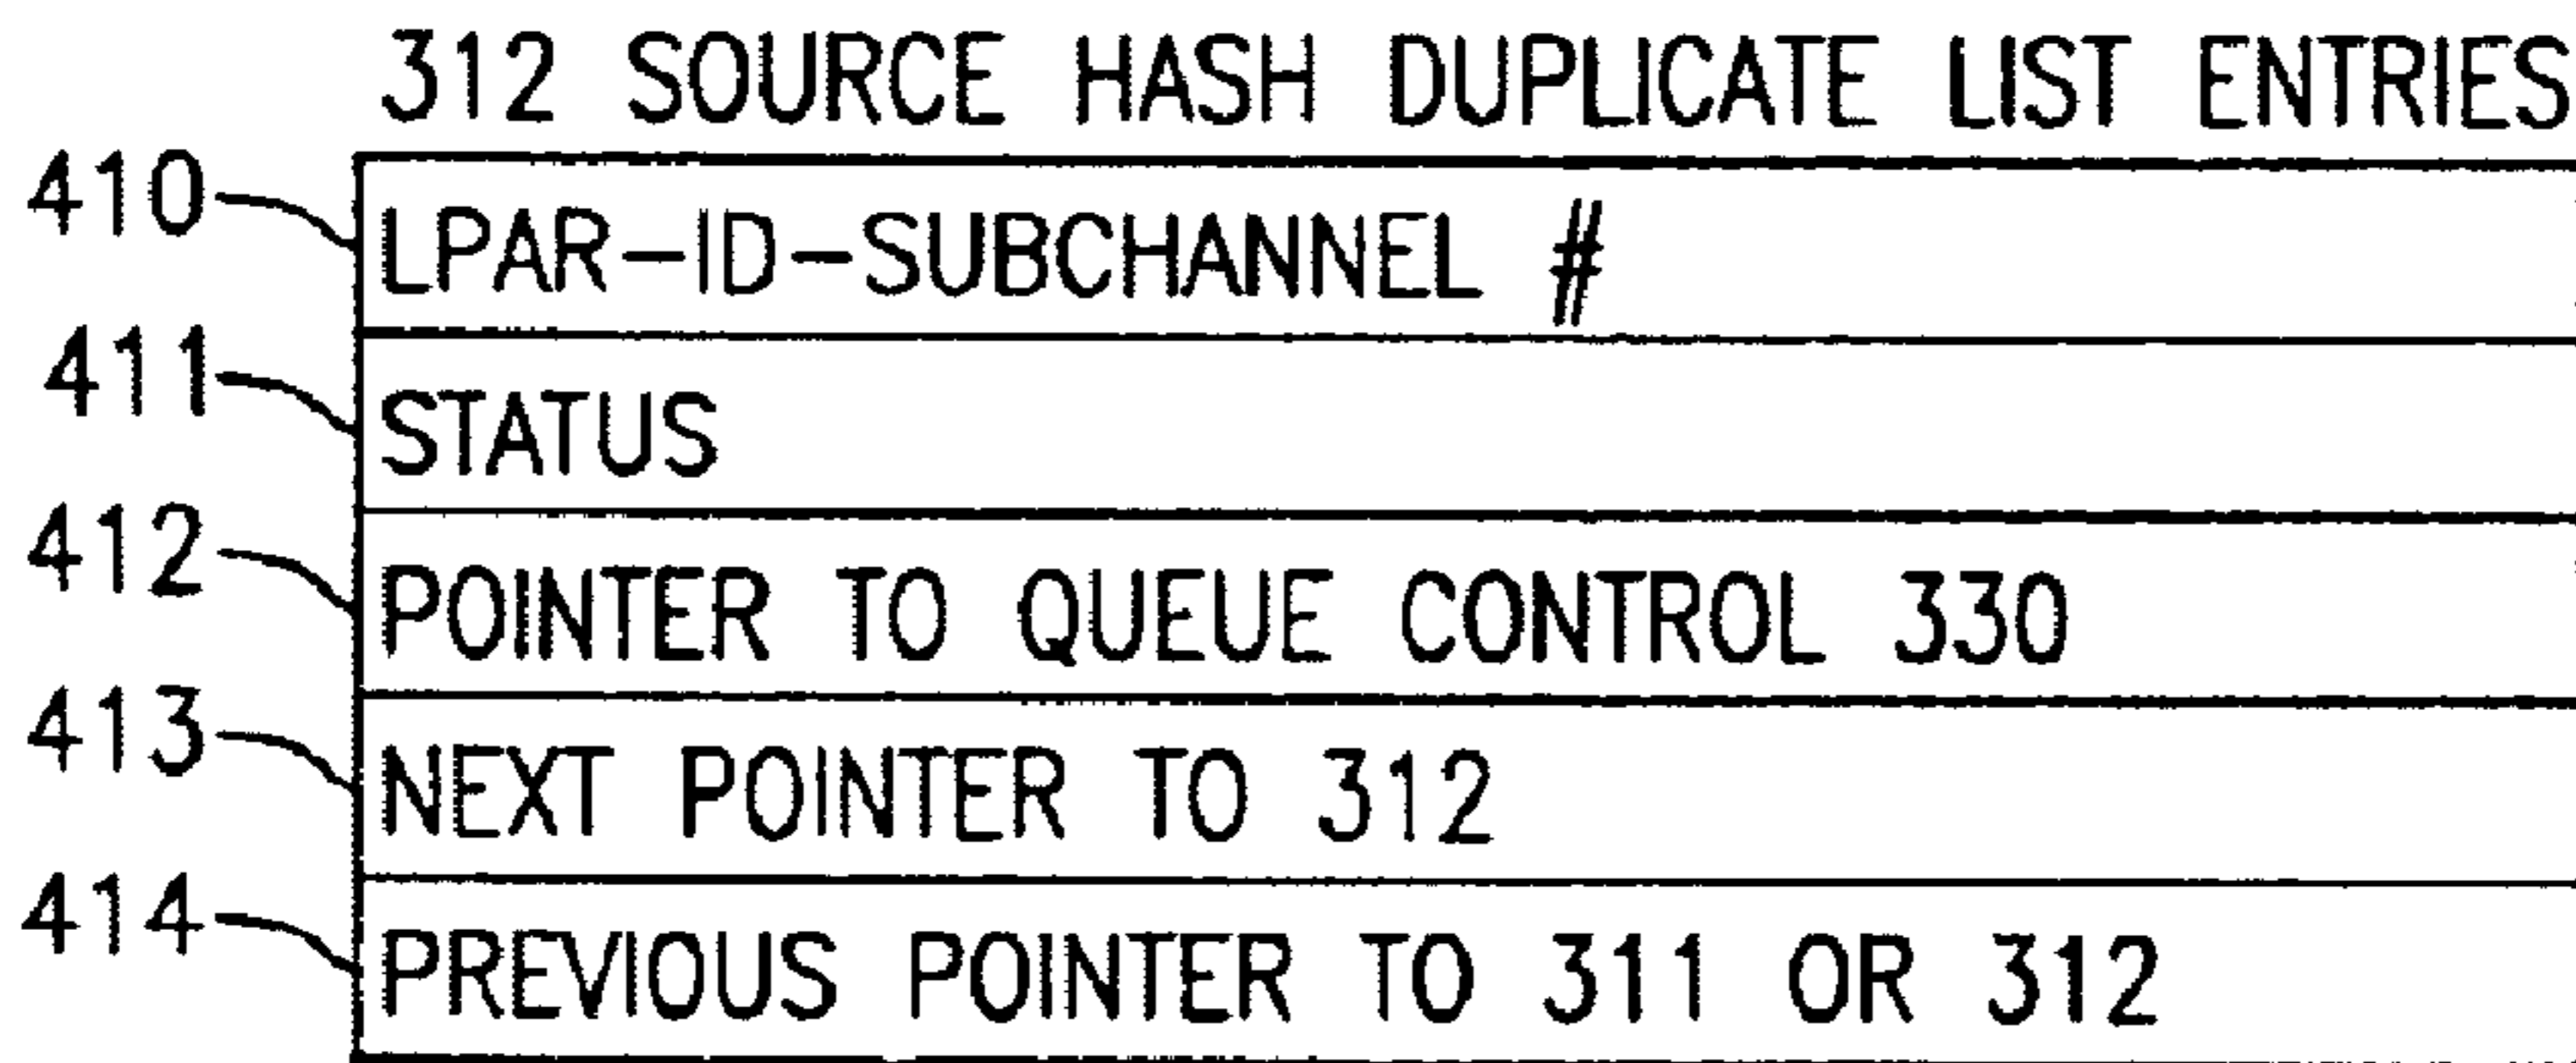 312 SOURCE HASH DUPLICATE LIST ENTRIES
410 LPAR-ID-SUBCHANNEL #
411 STATUS
412 POINTER TO QUEUE CONTROL 330
413 NEXT POINTER TO 312
414 PREVIOUS POINTER TO 311 OR 312